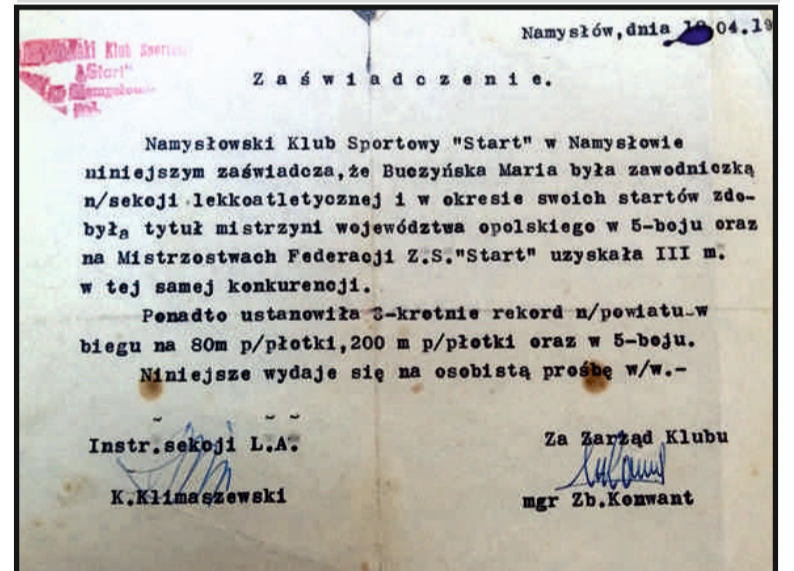 Namysłów,dnia 04.19
Klub
"Start"
Zaświadczenie.
Namysłowski Klub Sportowy "Start" w Namysłowie
niniejszym zaświadcza,że Buczyńska Maria była zawodniczką
n/sekcji lekkoatletycznej i w okresie swoich startów zdo-
była tytuł mistrzyni województwa opolskiego w 5-boju oraz
na Mistrzostwach Federacji Z.S."Start" uzyskała III m.
w tej samej konkurencji.
Ponadto ustanowiła 3-krotnie rekord n/powiatu w
biegu na 80m p/płotki,200 m p/płotki oraz w 5-boju.
Niniejsze wydaje się na osobistą prośbę w/w.-
Instr.sekcji L.A.
Za Zarząd Klubu
K.Klimaszewski
mgr Zb.Konwant